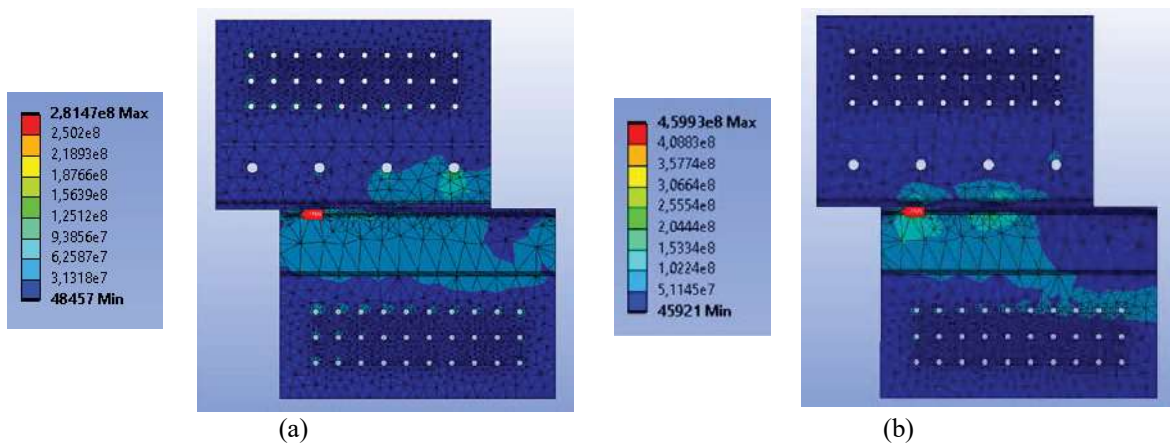 2,8147e8 Max
2,502e8
2,1893e8
1,8766e8
1,5639e8
1,2512e8
9,3856e7
6,2587e7
3,1318e7
48457 Min
4,5993e8 Max
4,0883e8
3,5774e8
3,0664e8
2,5554e8
2,0444e8
1,5334e8
1,0224e8
5,1145e7
45921 Min
(a)
(b)